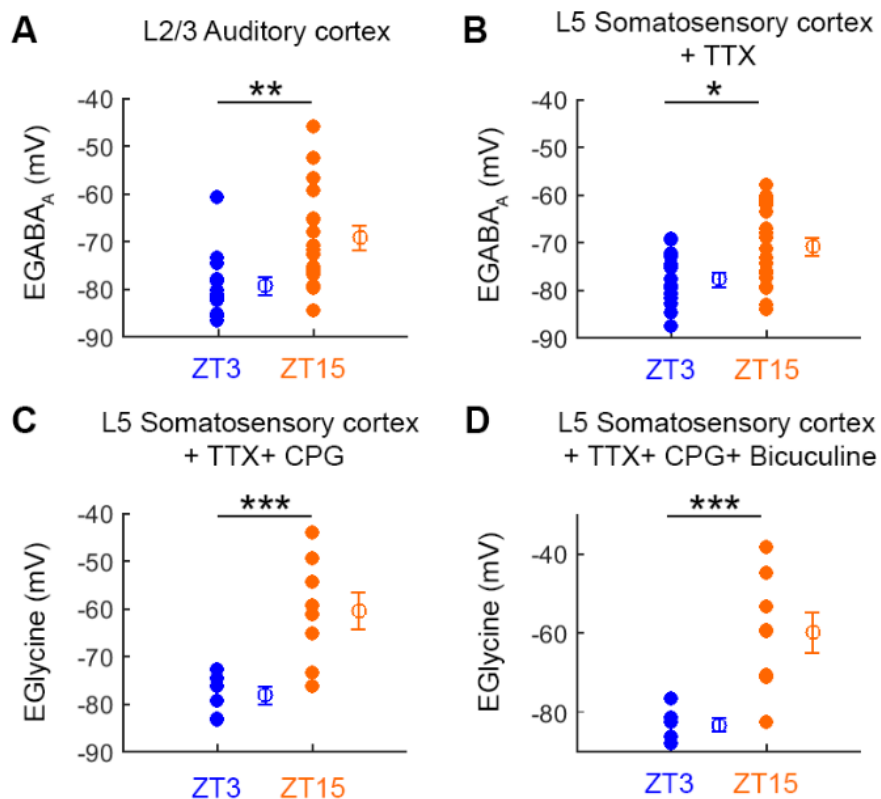 A
L2/3 Auditory cortex
**
EGABA_A (mV)
-40
-50
-60
-70
-80
-90
ZT3
ZT15
B
L5 Somatosensory cortex
+ TTX
*
EGABA_A (mV)
-40
-50
-60
-70
-80
-90
ZT3
ZT15
C
L5 Somatosensory cortex
+ TTX+ CPG
***
EGlycine (mV)
-40
-50
-60
-70
-80
-90
ZT3
ZT15
D
L5 Somatosensory cortex
+ TTX+ CPG+ Bicuculine
***
EGlycine (mV)
-40
-60
-80
ZT3
ZT15